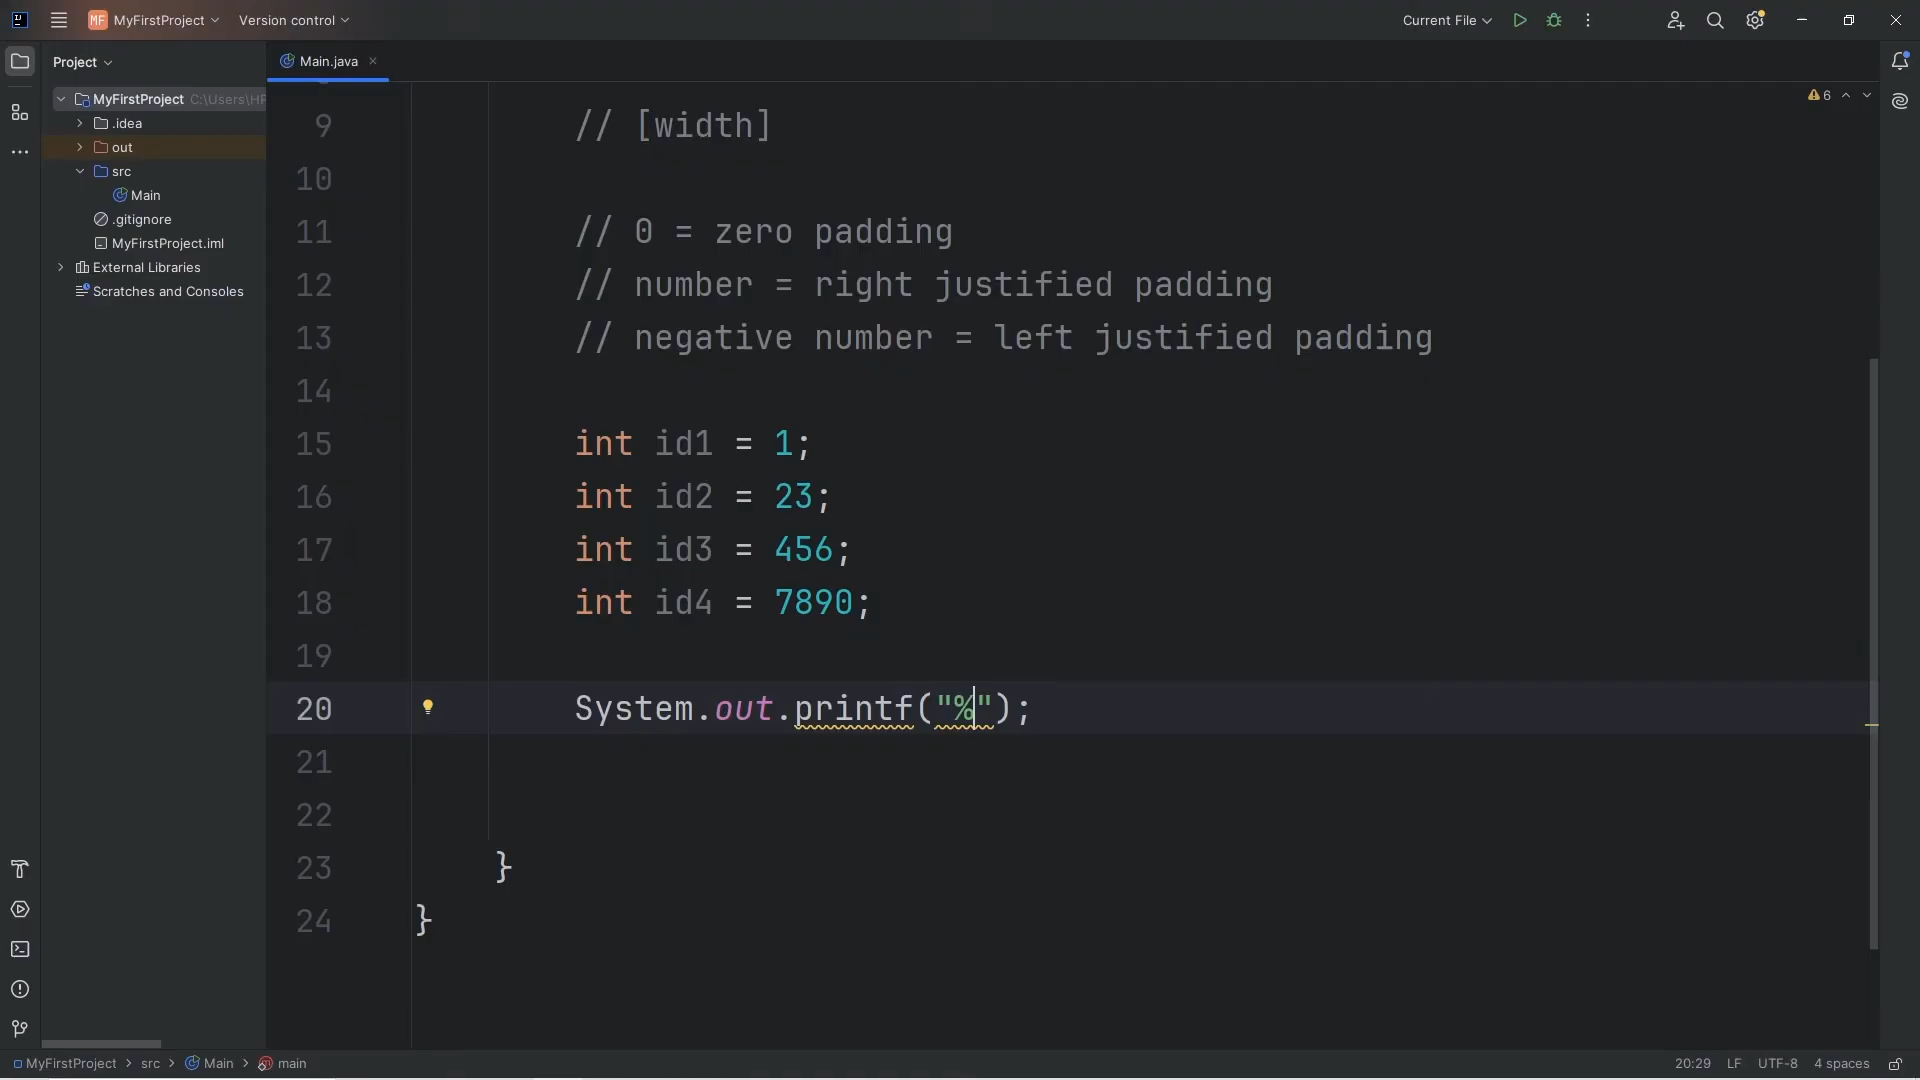 MF MyFirstProject Version control Current File
Project
Main.java
MyFirstProject C:\Users\HP
.idea
out
src
Main
.gitignore
MyFirstProject.iml
External Libraries
Scratches and Consoles
6
9 // [width]
10
11 // 0 = zero padding
12 // number = right justified padding
13 // negative number = left justified padding
14
15 int id1 = 1;
16 int id2 = 23;
17 int id3 = 456;
18 int id4 = 7890;
19
20 System.out.printf("%");
21
22
23 }
24 }
MyFirstProject > src > Main > main 20:29 LF UTF-8 4 spaces